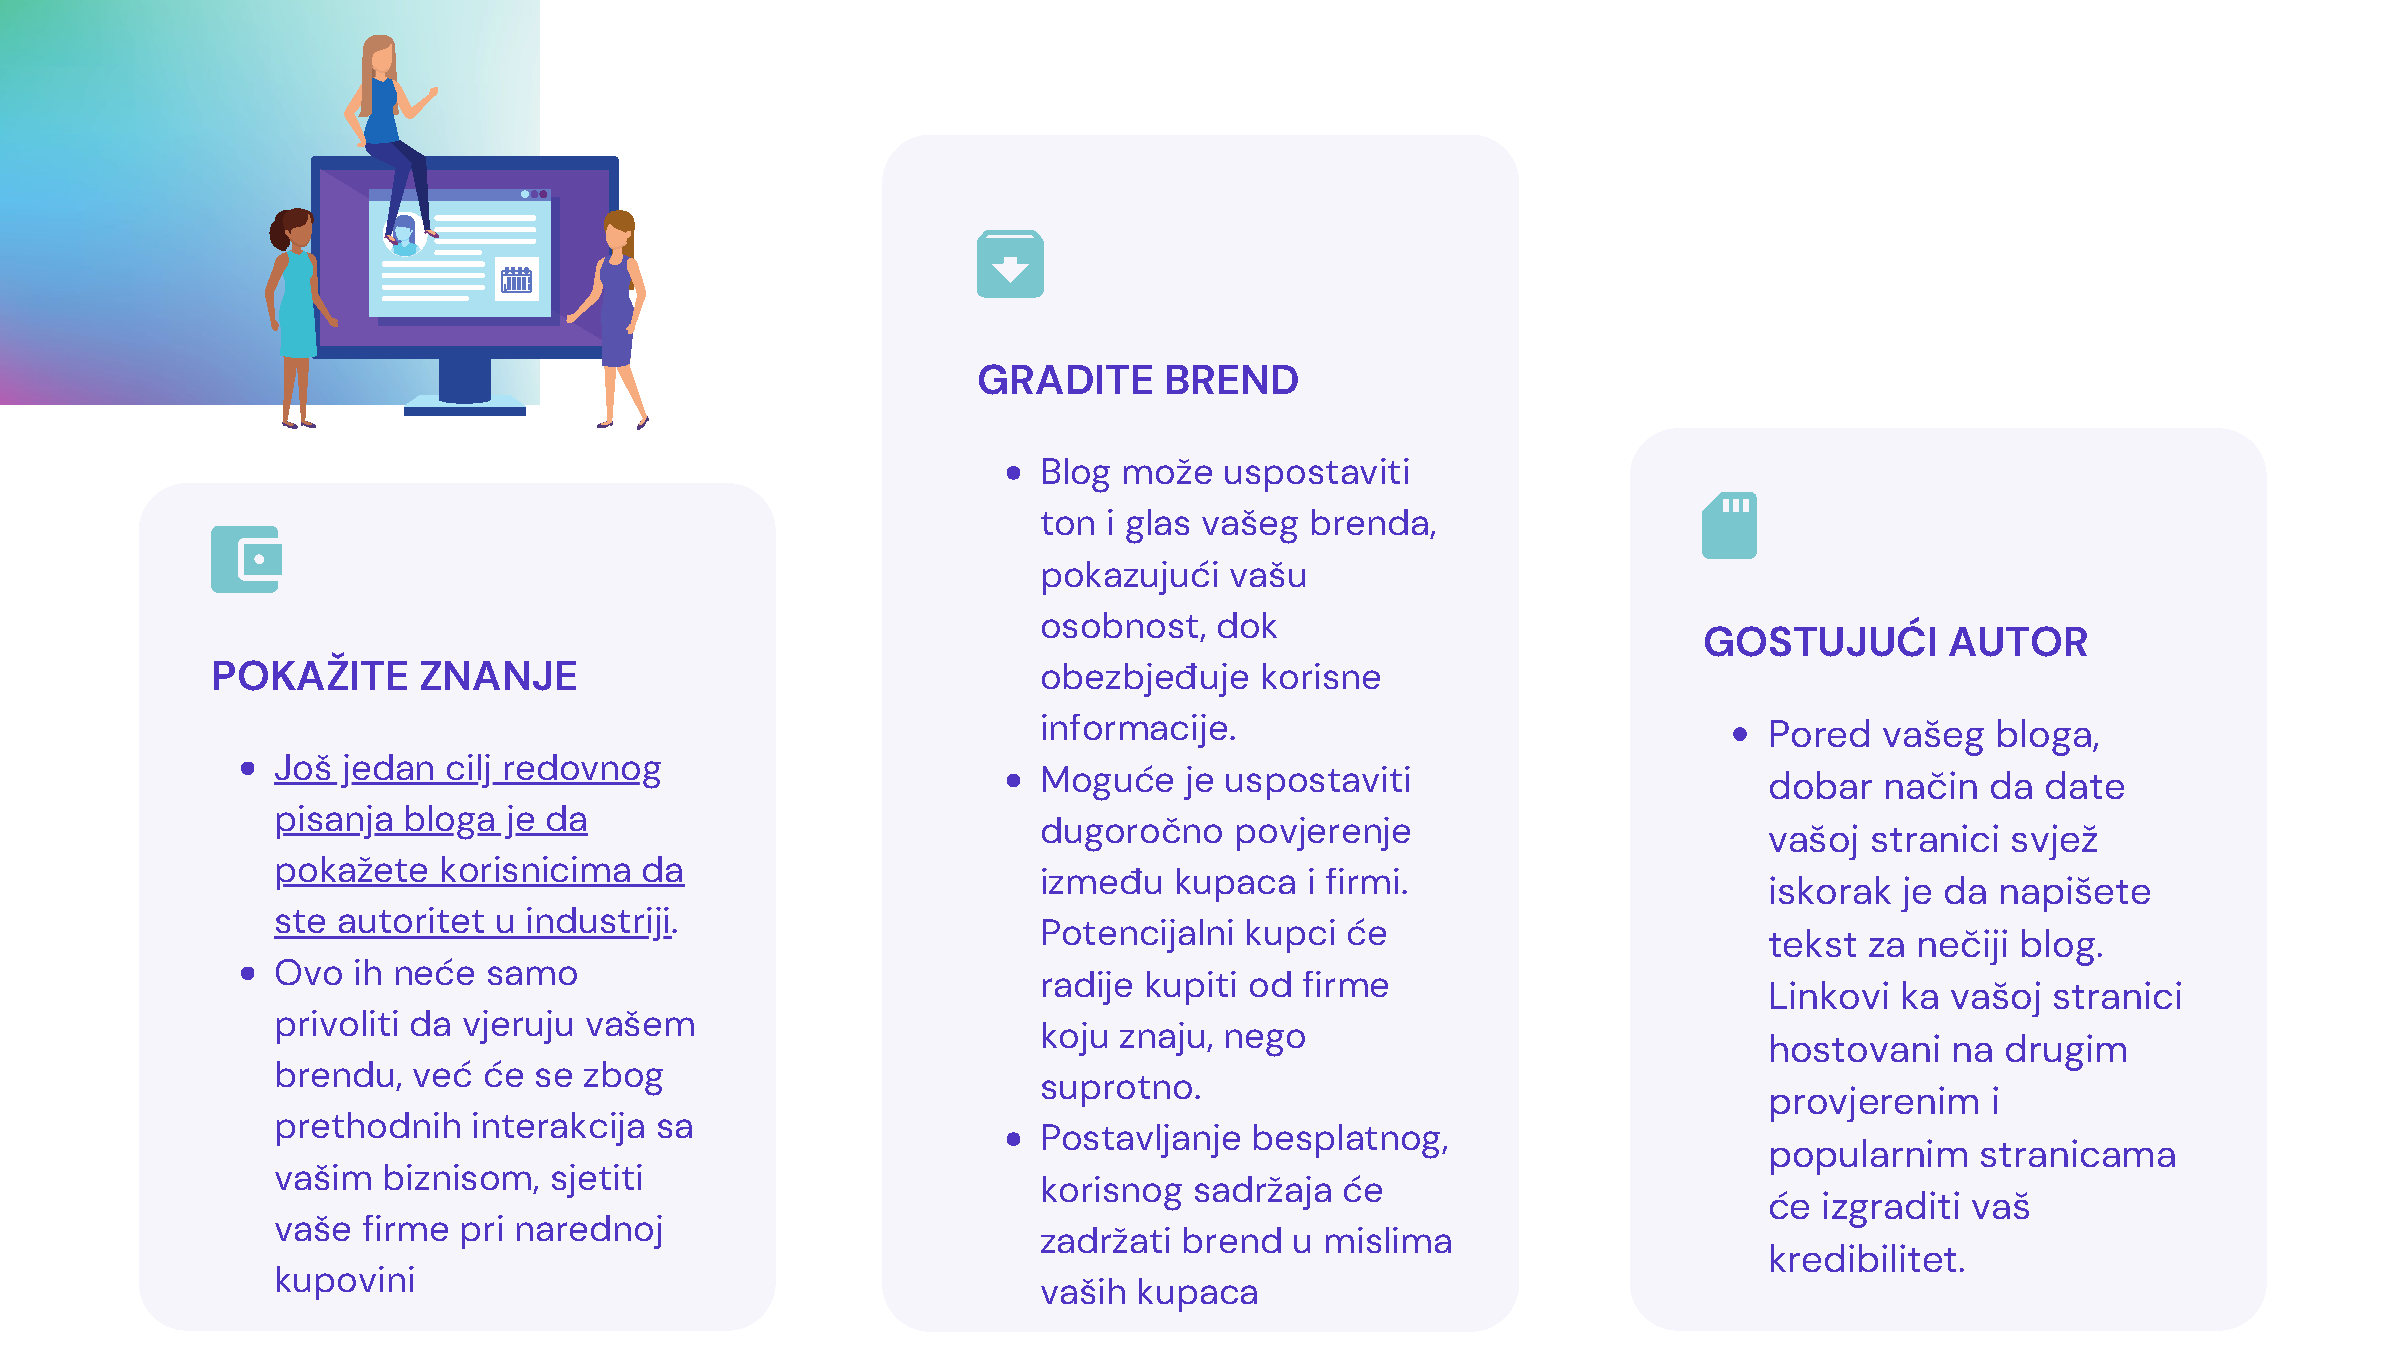 POKAŽITE ZNANJE
• Još jedan cilj redovnog
pisanja bloga je da
pokažete korisnicima da
ste autoritet u industriji.
• Ovo ih neće samo
privoliti da vjeruju vašem
brendu, već će se zbog
prethodnih interakcija sa
vašim biznisom, sjetiti
vaše firme pri narednoj
kupovini
GRADITE BREND
• Blog može uspostaviti
ton i glas vašeg brenda,
pokazujući vašu
osobnost, dok
obezbjeđuje korisne
informacije.
• Moguće je uspostaviti
dugoročno povjerenje
između kupaca i firmi.
Potencijalni kupci će
radije kupiti od firme
koju znaju, nego
suprotno.
• Postavljanje besplatnog,
korisnog sadržaja će
zadržati brend u mislima
vaših kupaca
GOSTUJUĆI AUTOR
• Pored vašeg bloga,
dobar način da date
vašoj stranici svjež
iskorak je da napišete
tekst za nečiji blog.
Linkovi ka vašoj stranici
hostovani na drugim
provjerenim i
popularnim stranicama
će izgraditi vaš
kredibilitet.